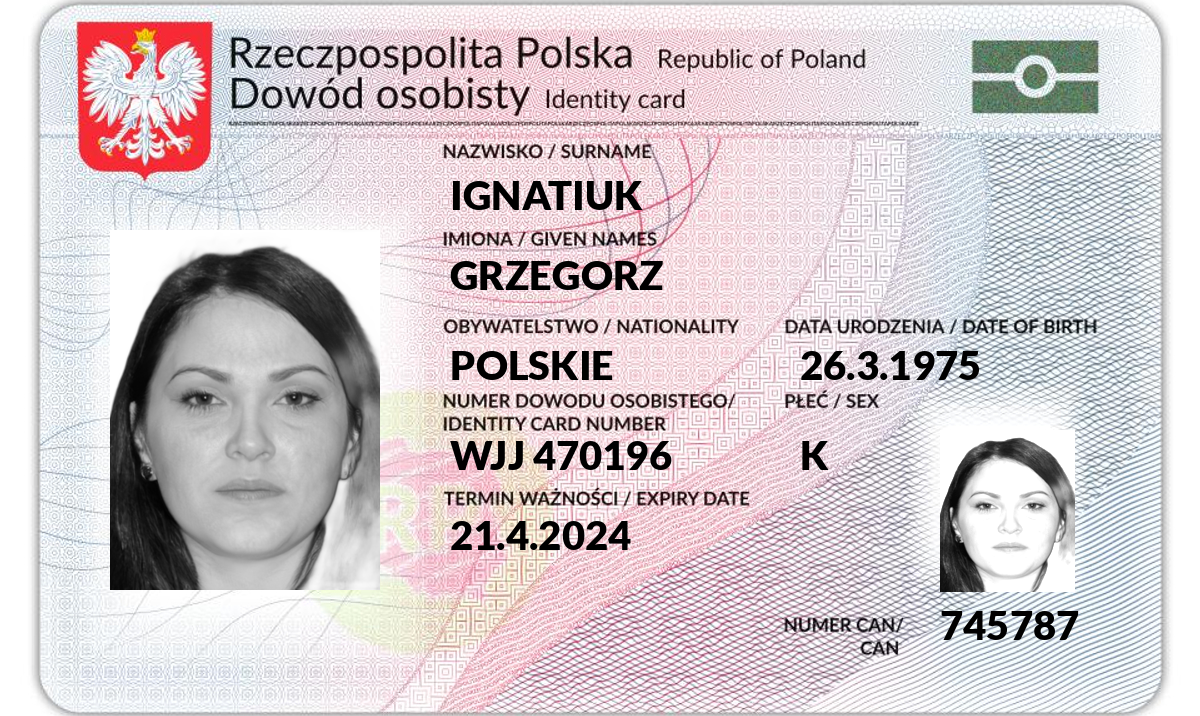 Rzeczpospolita Polska Republic of Poland
Dowód osobisty Identity card
NAZWISKO / SURNAME
IGNATIUK
IMIONA / GIVEN NAMES
GRZEGORZ
OBYWATELSTWO / NATIONALITY DATA URODZENIA / DATE OF BIRTH
POLSKIE 26.3.1975
NUMER DOWODU OSOBISTEGO/ PŁEĆ / SEX
IDENTITY CARD NUMBER
WJJ 470196 K
TERMIN WAŻNOŚCI / EXPIRY DATE
21.4.2024
NUMER CAN/ 745787
CAN